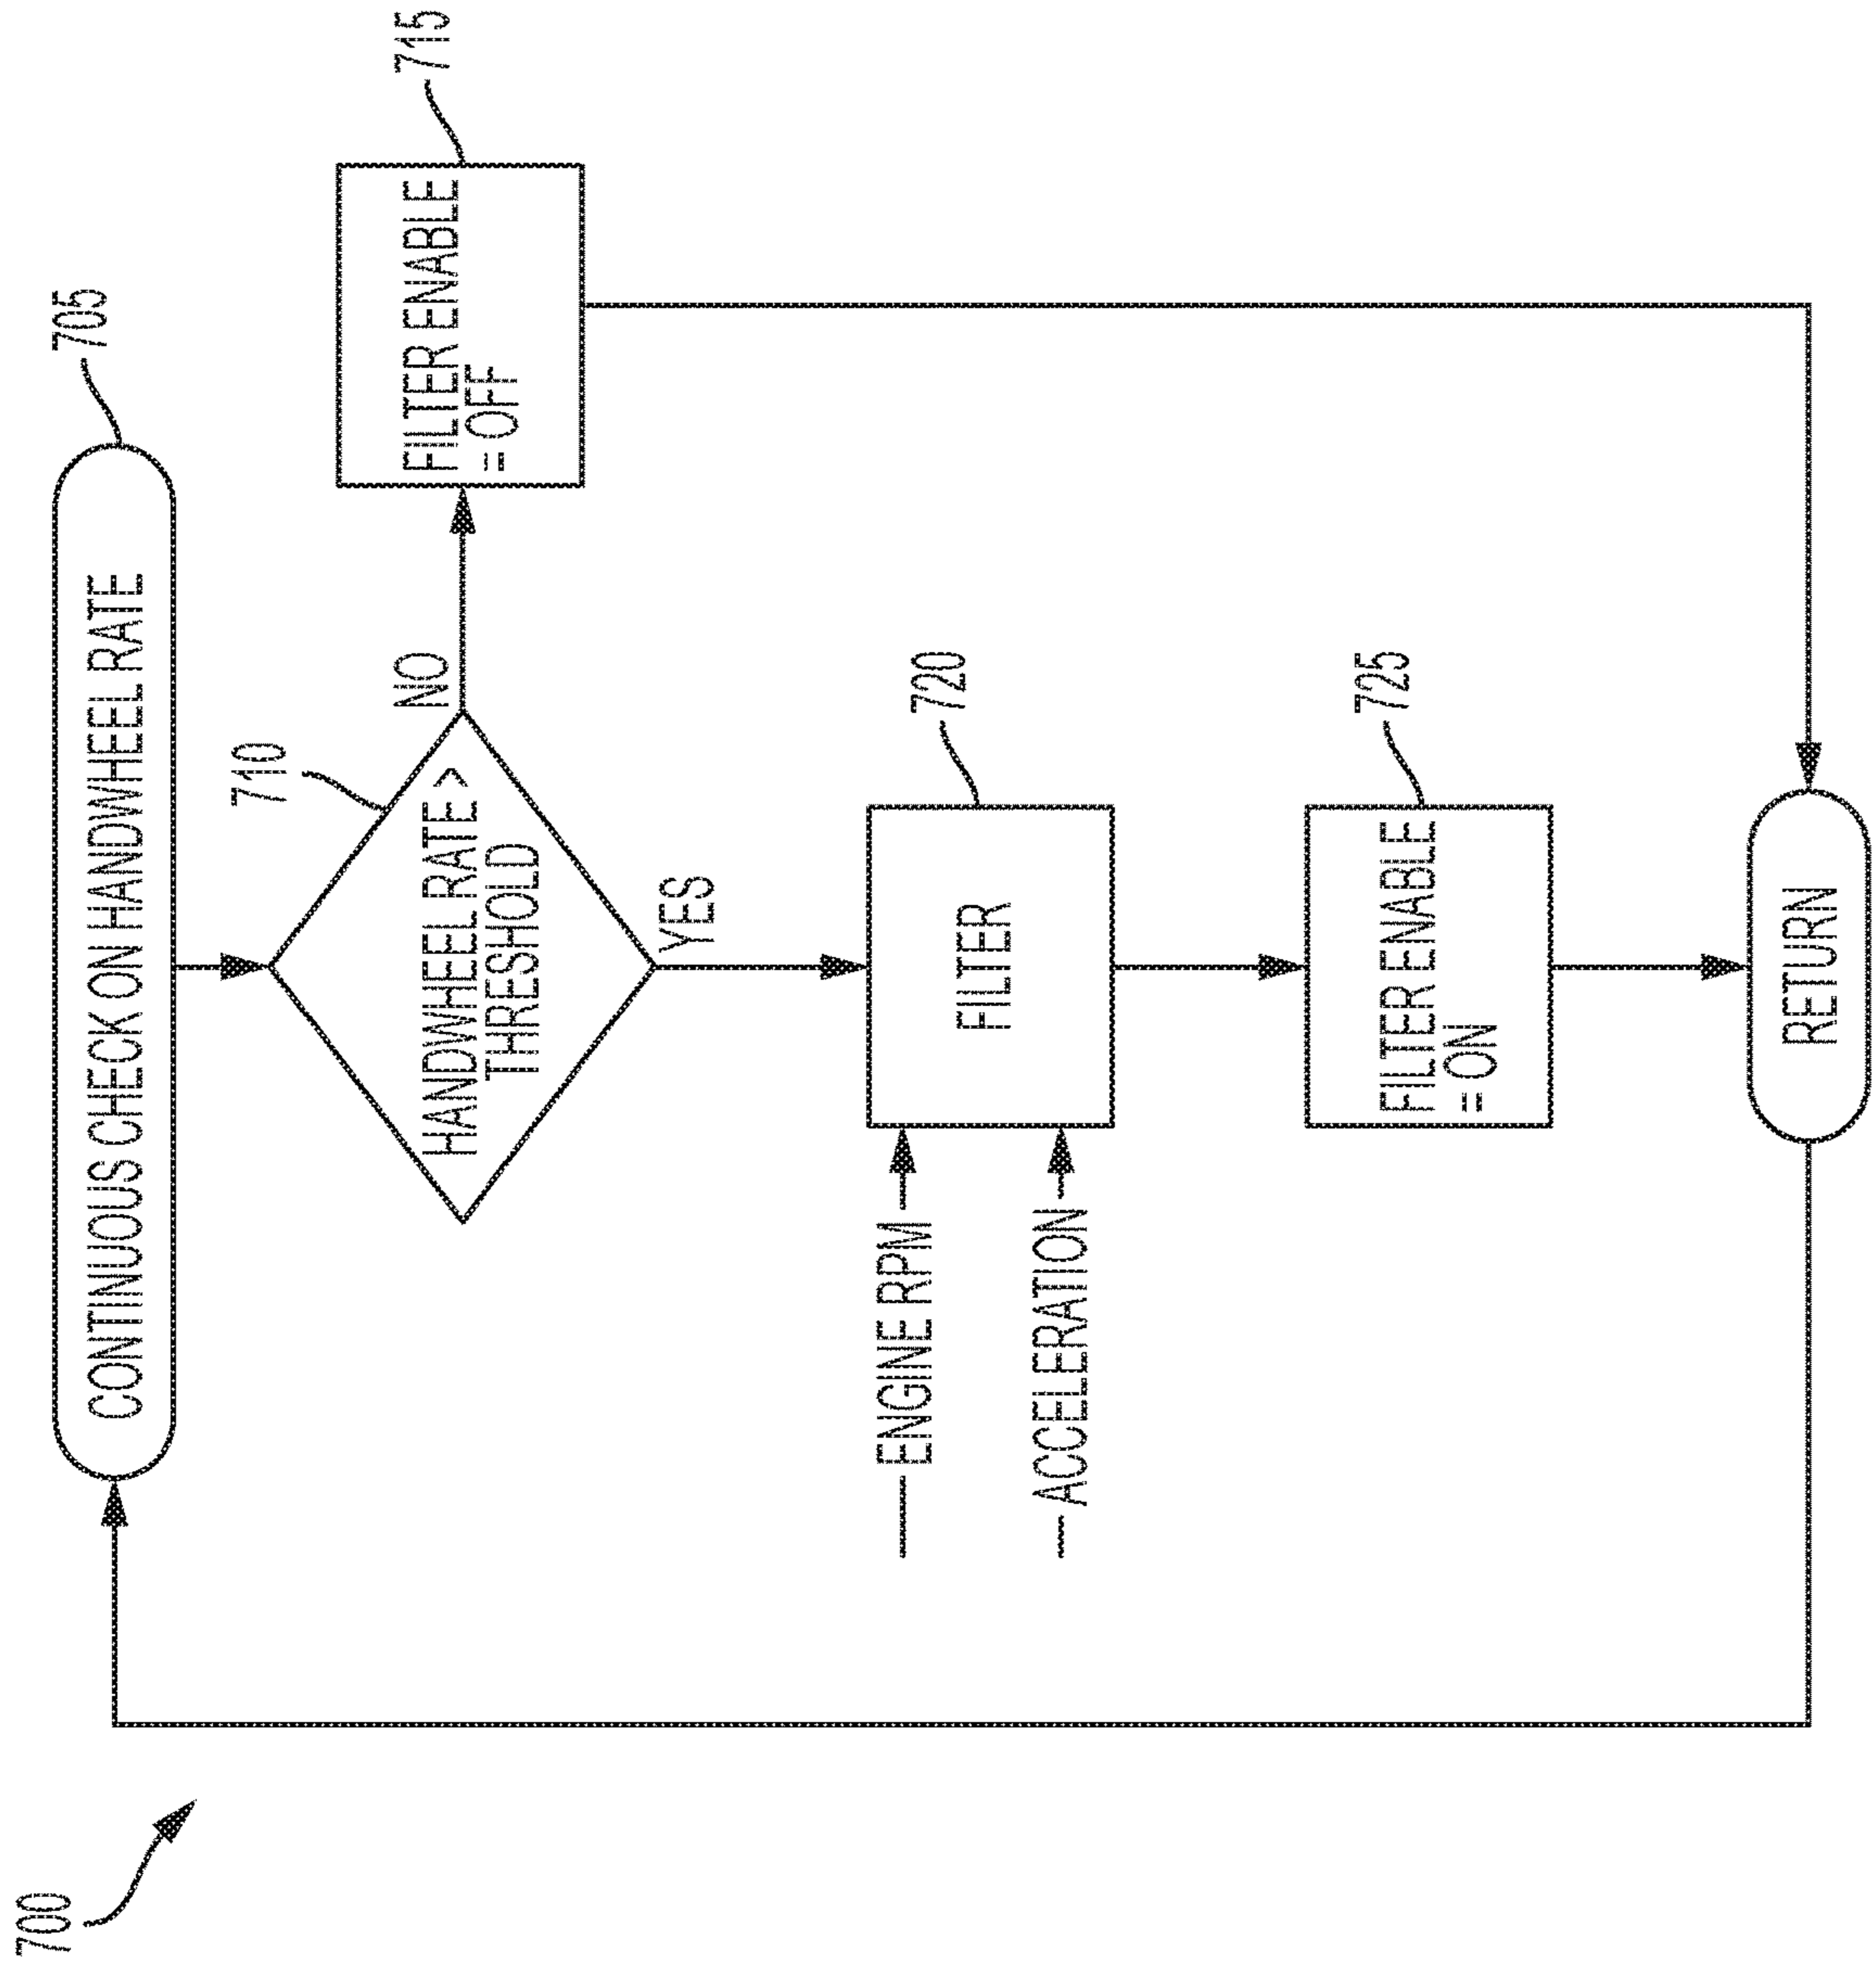 700
705
CONTINUOUS CHECK ON HANDWHEEL RATE
710
HANDWHEEL RATE >
THRESHOLD
NO
715
FILTER ENABLE
= OFF
YES
720
ENGINE RPM
ACCELERATION
FILTER
725
FILTER ENABLE
= ON
RETURN